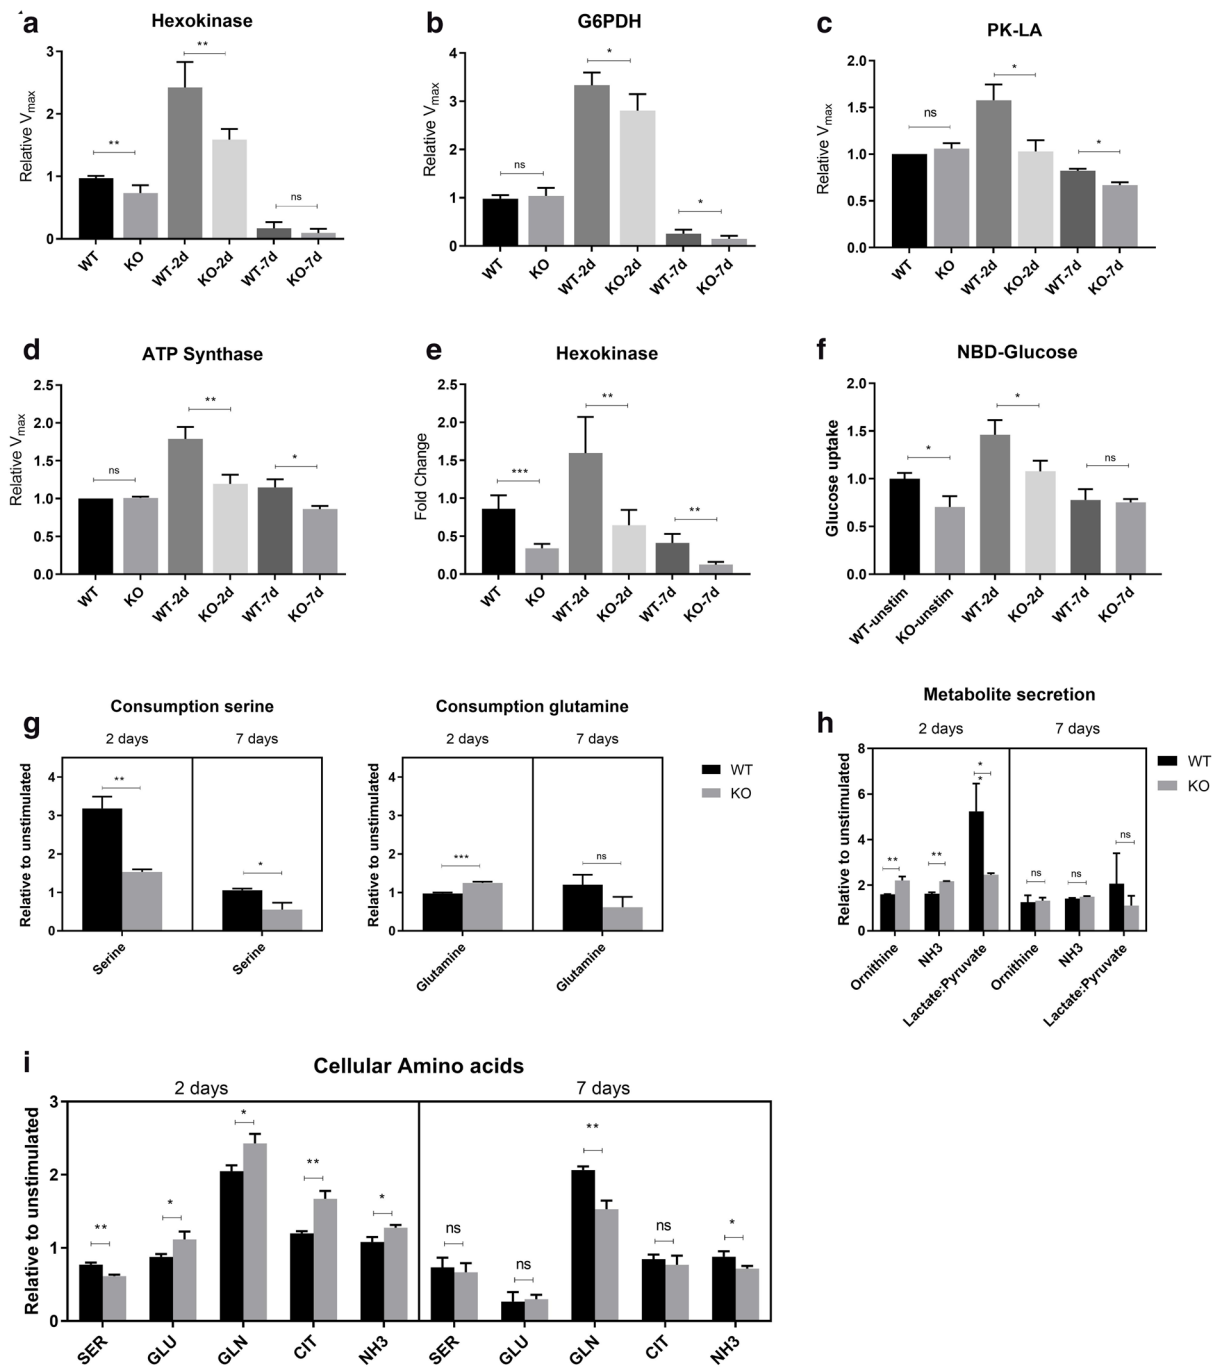 a
Hexokinase
Relative Vmax
3
2
1
0
**
**
ns
WT
KO
WT-2d
KO-2d
WT-7d
KO-7d
b
G6PDH
Relative Vmax
4
3
2
1
0
ns
*
*
WT
KO
WT-2d
KO-2d
WT-7d
KO-7d
c
PK-LA
Relative Vmax
2.0
1.5
1.0
0.5
0.0
ns
*
*
WT
KO
WT-2d
KO-2d
WT-7d
KO-7d
d
ATP Synthase
Relative Vmax
2.5
2.0
1.5
1.0
0.5
0.0
ns
**
*
WT
KO
WT-2d
KO-2d
WT-7d
KO-7d
e
Hexokinase
Fold Change
2.5
2.0
1.5
1.0
0.5
0.0
***
**
**
WT
KO
WT-2d
KO-2d
WT-7d
KO-7d
f
NBD-Glucose
Glucose uptake
2.0
1.5
1.0
0.5
0.0
*
*
ns
WT-unstim
KO-unstim
WT-2d
KO-2d
WT-7d
KO-7d
g
Consumption serine
2 days
7 days
Relative to unstimulated
4
3
2
1
0
**
*
Serine
Serine
Consumption glutamine
2 days
7 days
Relative to unstimulated
4
3
2
1
0
***
ns
Glutamine
Glutamine
WT
KO
h
Metabolite secretion
2 days
7 days
Relative to unstimulated
8
6
4
2
0
**
**
*
*
ns
ns
ns
Ornithine
NH3
Lactate:Pyruvate
Ornithine
NH3
Lactate:Pyruvate
WT
KO
i
Cellular Amino acids
2 days
7 days
Relative to unstimulated
3
2
1
0
**
*
*
**
*
ns
ns
**
ns
*
SER
GLU
GLN
CIT
NH3
SER
GLU
GLN
CIT
NH3